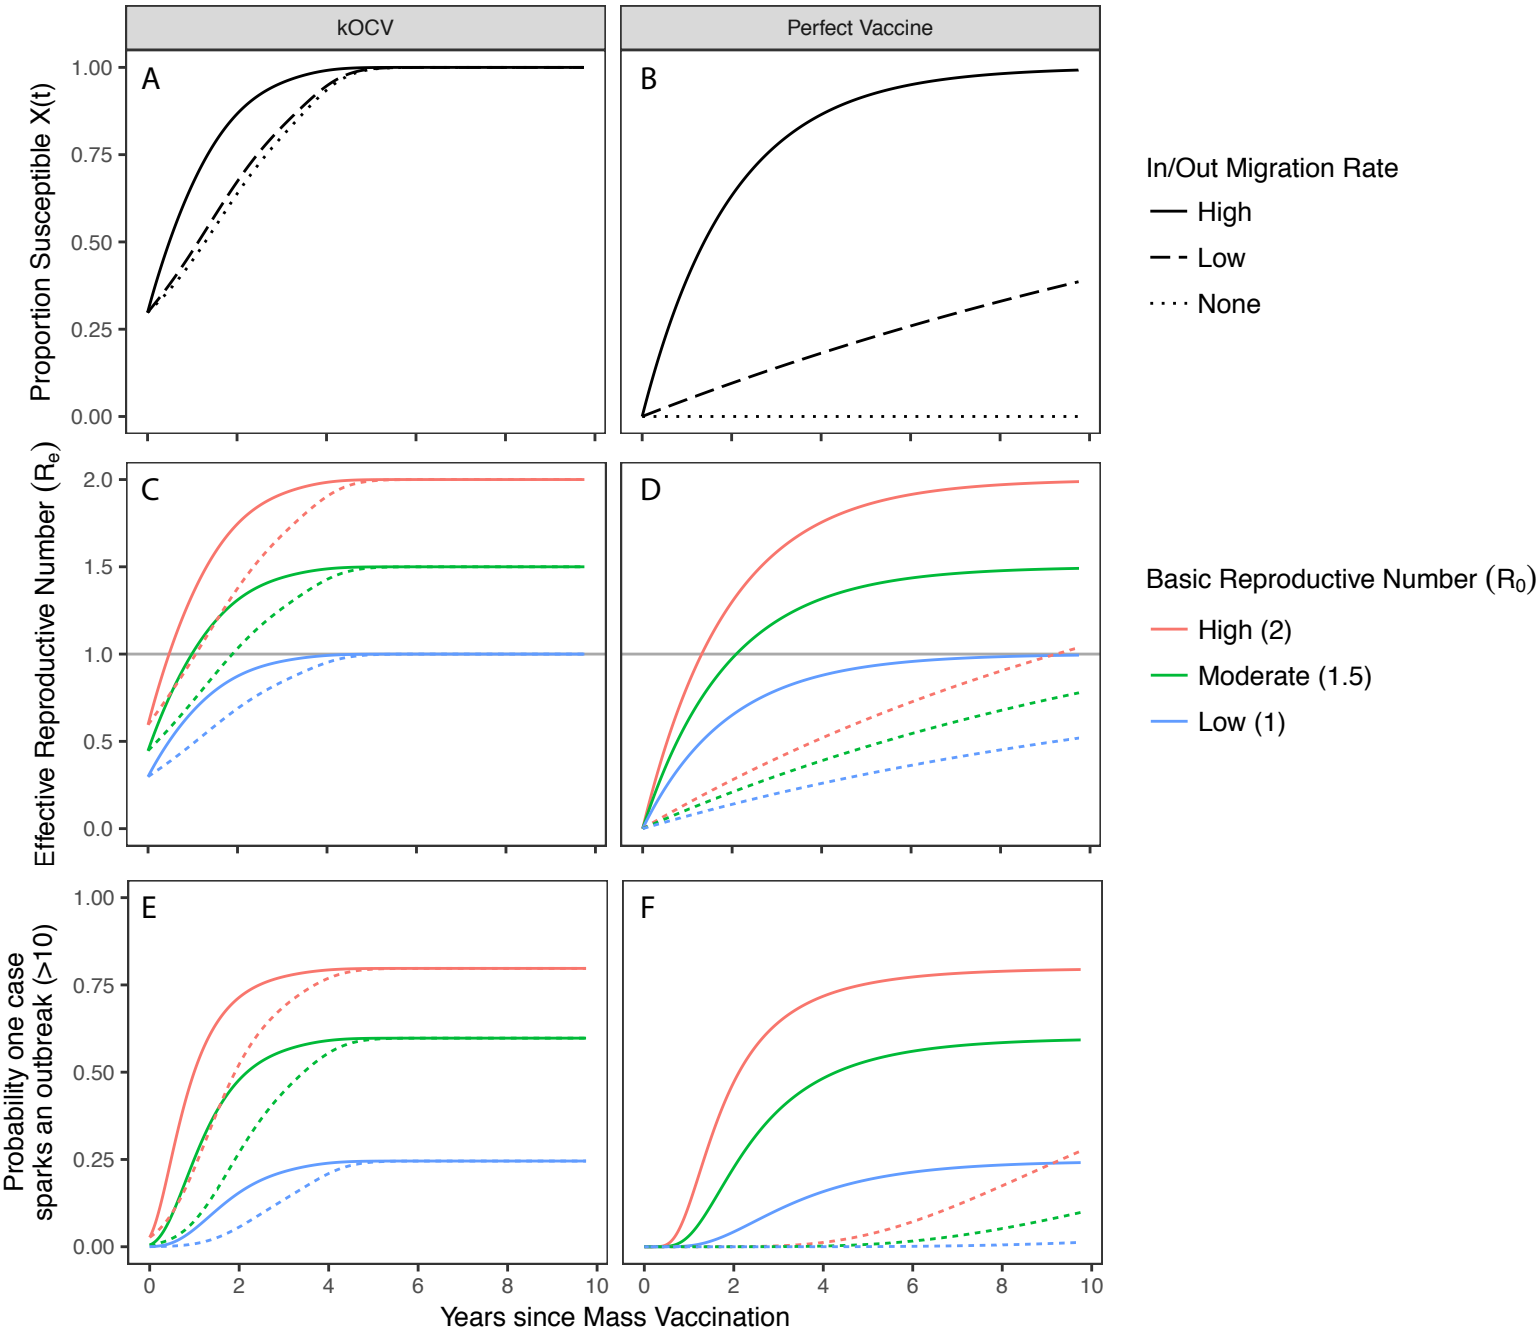 kOCV
Perfect Vaccine
Proportion Susceptible X(t)
1.00
0.75
0.50
0.25
0.00
A
B
In/Out Migration Rate
High
Low
None
Effective Reproductive Number (Re)
2.0
1.5
1.0
0.5
0.0
C
D
Basic Reproductive Number (R0)
High (2)
Moderate (1.5)
Low (1)
Probability one case
sparks an outbreak (>10)
1.00
0.75
0.50
0.25
0.00
E
F
0 2 4 6 8 10
0 2 4 6 8 10
Years since Mass Vaccination